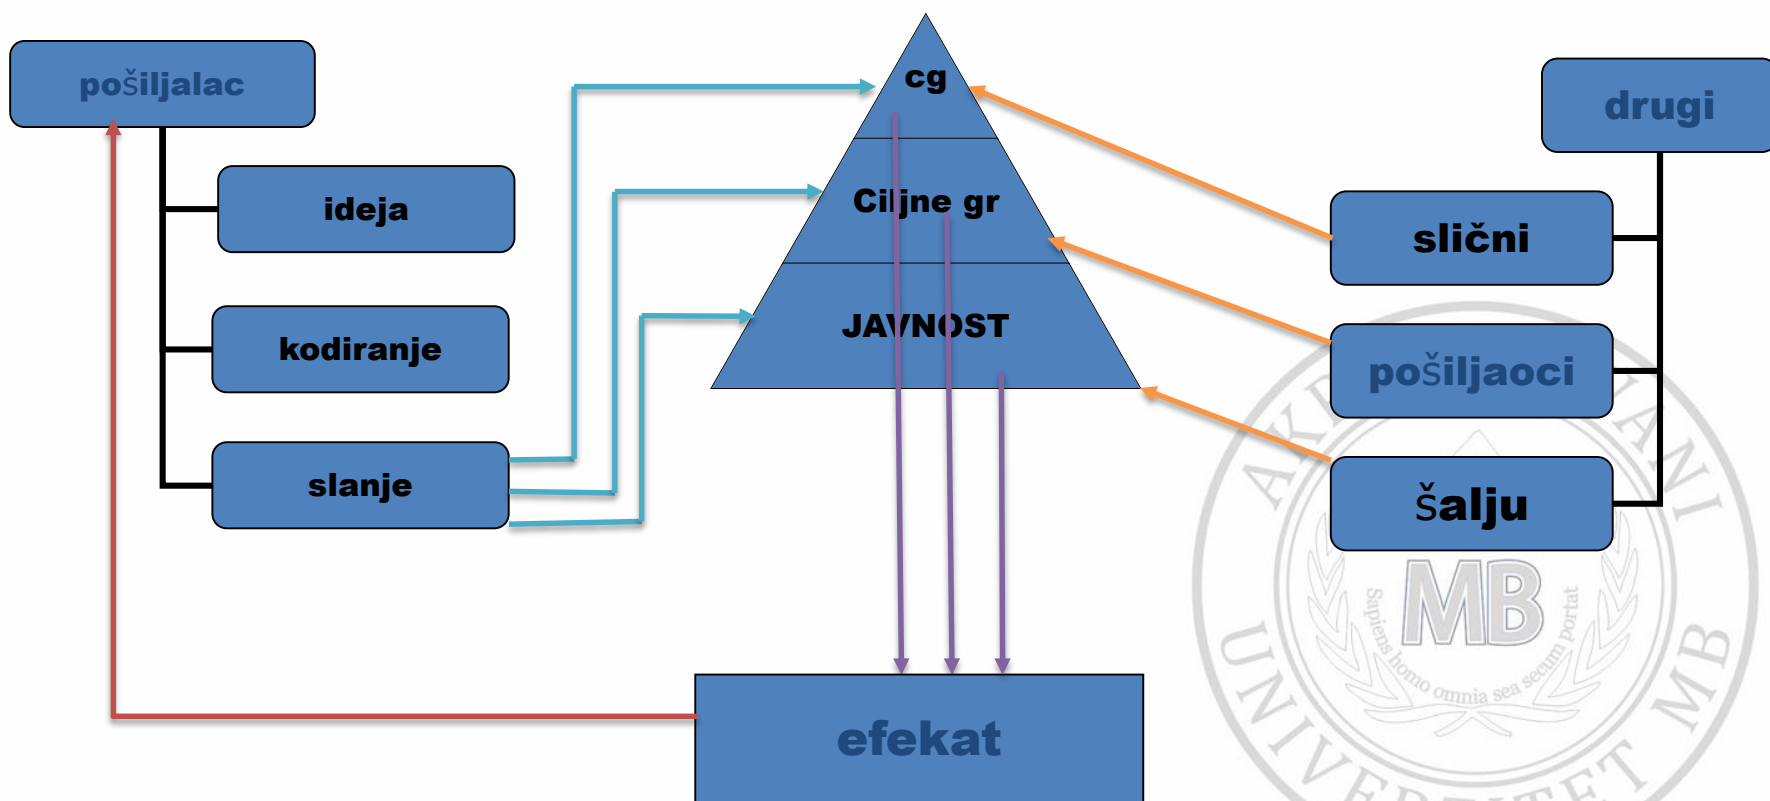 pošiljalac
ideja
kodiranje
slanje
cg
Ciljne gr
JAVNOST
drugi
slični
pošiljaoci
šalju
efekat
MB
Sapiens homo omnia sea secum portat
UNIVERZITET MB